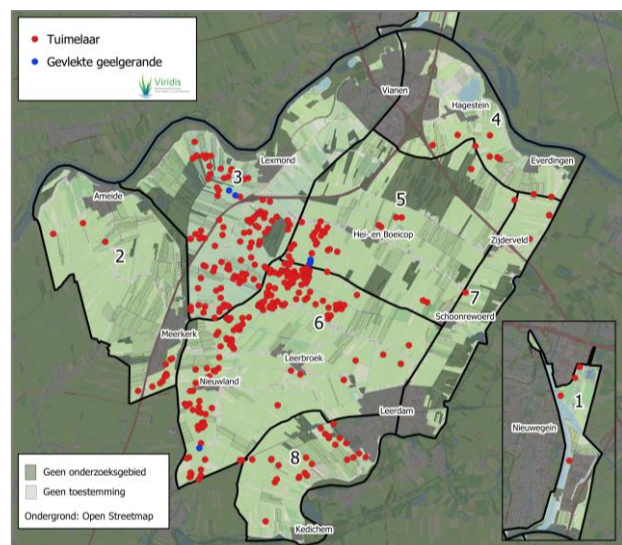 Tuimelaar
Gevlekte geelgerande
Viridis
Vianen
Hagestein
4
Everdingen
Lexmond
3
Ameide
5
2
Hei- en Boeicop
Zijderveld
7
Schoonrewoerd
6
Meerkerk
Leerbroek
Nieuwland
Leerdam
1
Nieuwegein
8
Kedichem
Geen onderzoeksgebied
Geen toestemming
Ondergrond: Open Streetmap